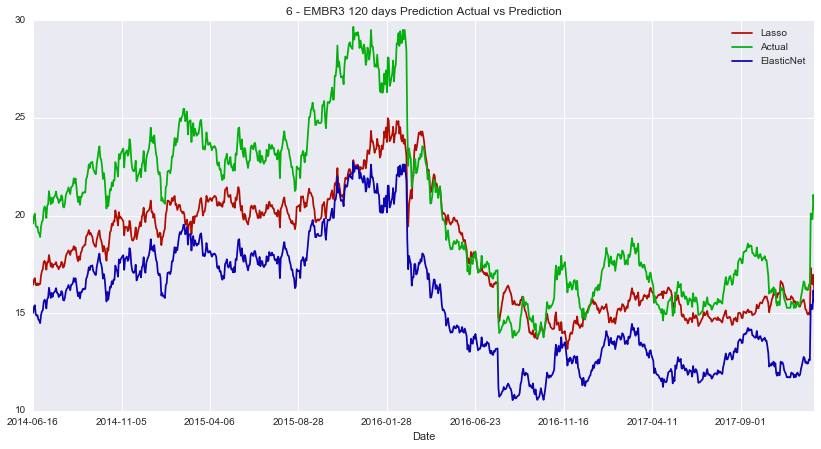 6 - EMBR3 120 days Prediction Actual vs Prediction
30
Lasso
Actual
ElasticNet
25
20
15
10
2014-06-16 2014-11-05 2015-04-06 2015-08-28 2016-01-28 2016-06-23 2016-11-16 2017-04-11 2017-09-01
Date